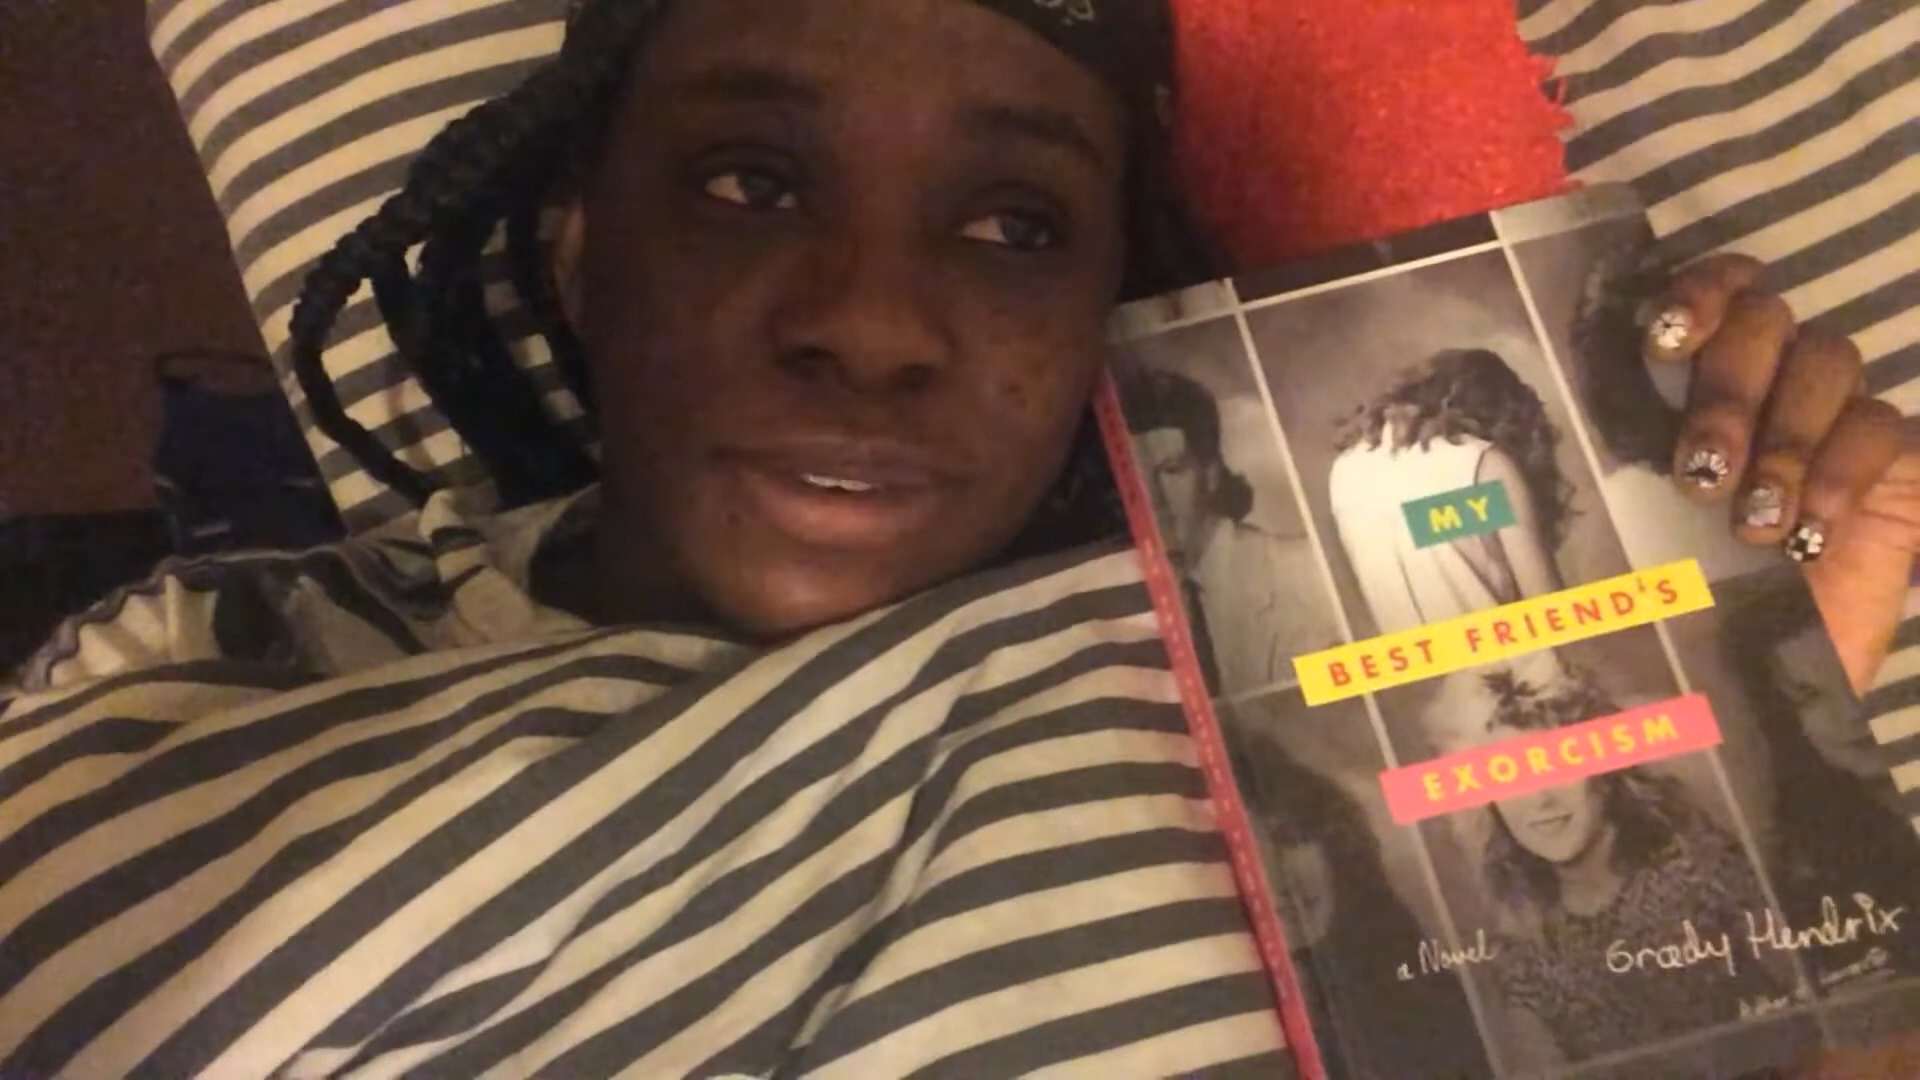 MY
BEST FRIEND'S
EXORCISM
a Novel
Grady Hendrix